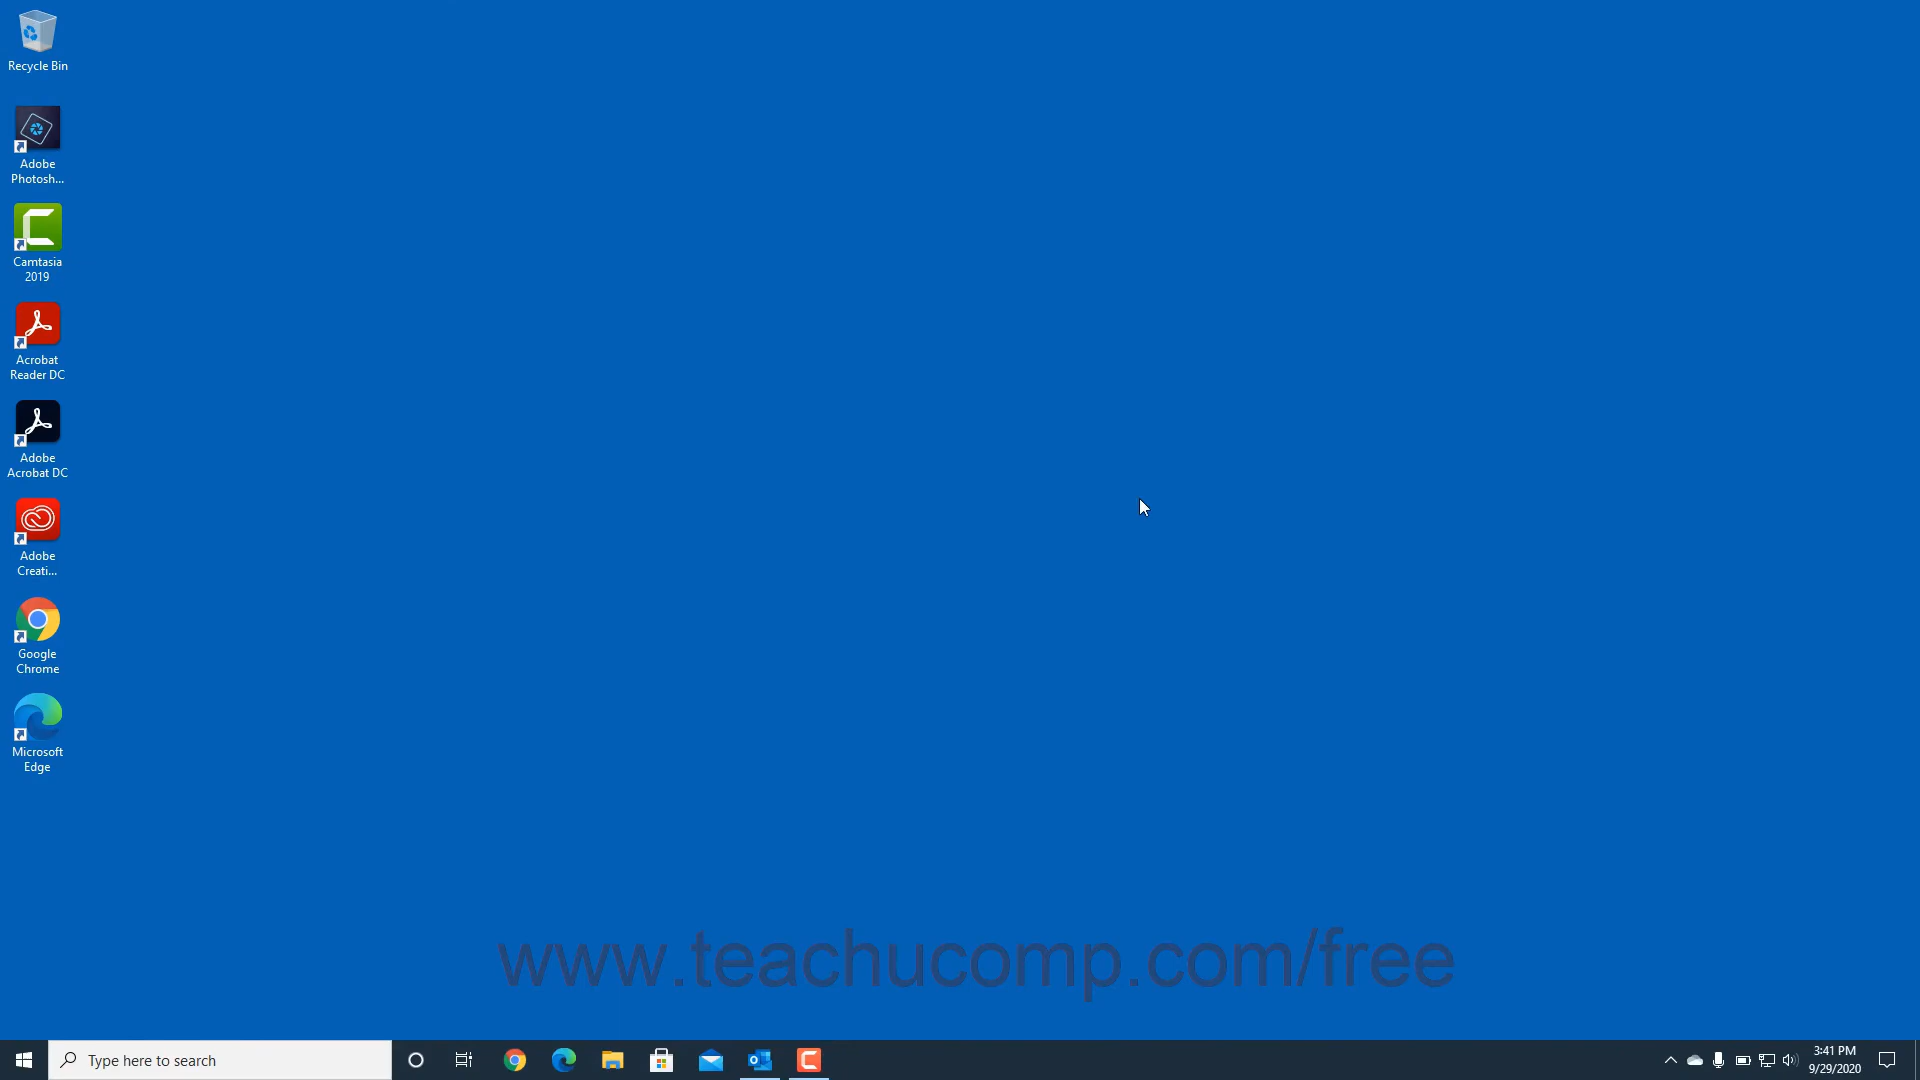 Recycle Bin
Adobe
Photosh...
Camtasia
2019
Acrobat
Reader DC
Adobe
Acrobat DC
Adobe
Creati...
Google
Chrome
Microsoft
Edge
www.teachucomp.com/free
Type here to search
3:41 PM
9/29/2020